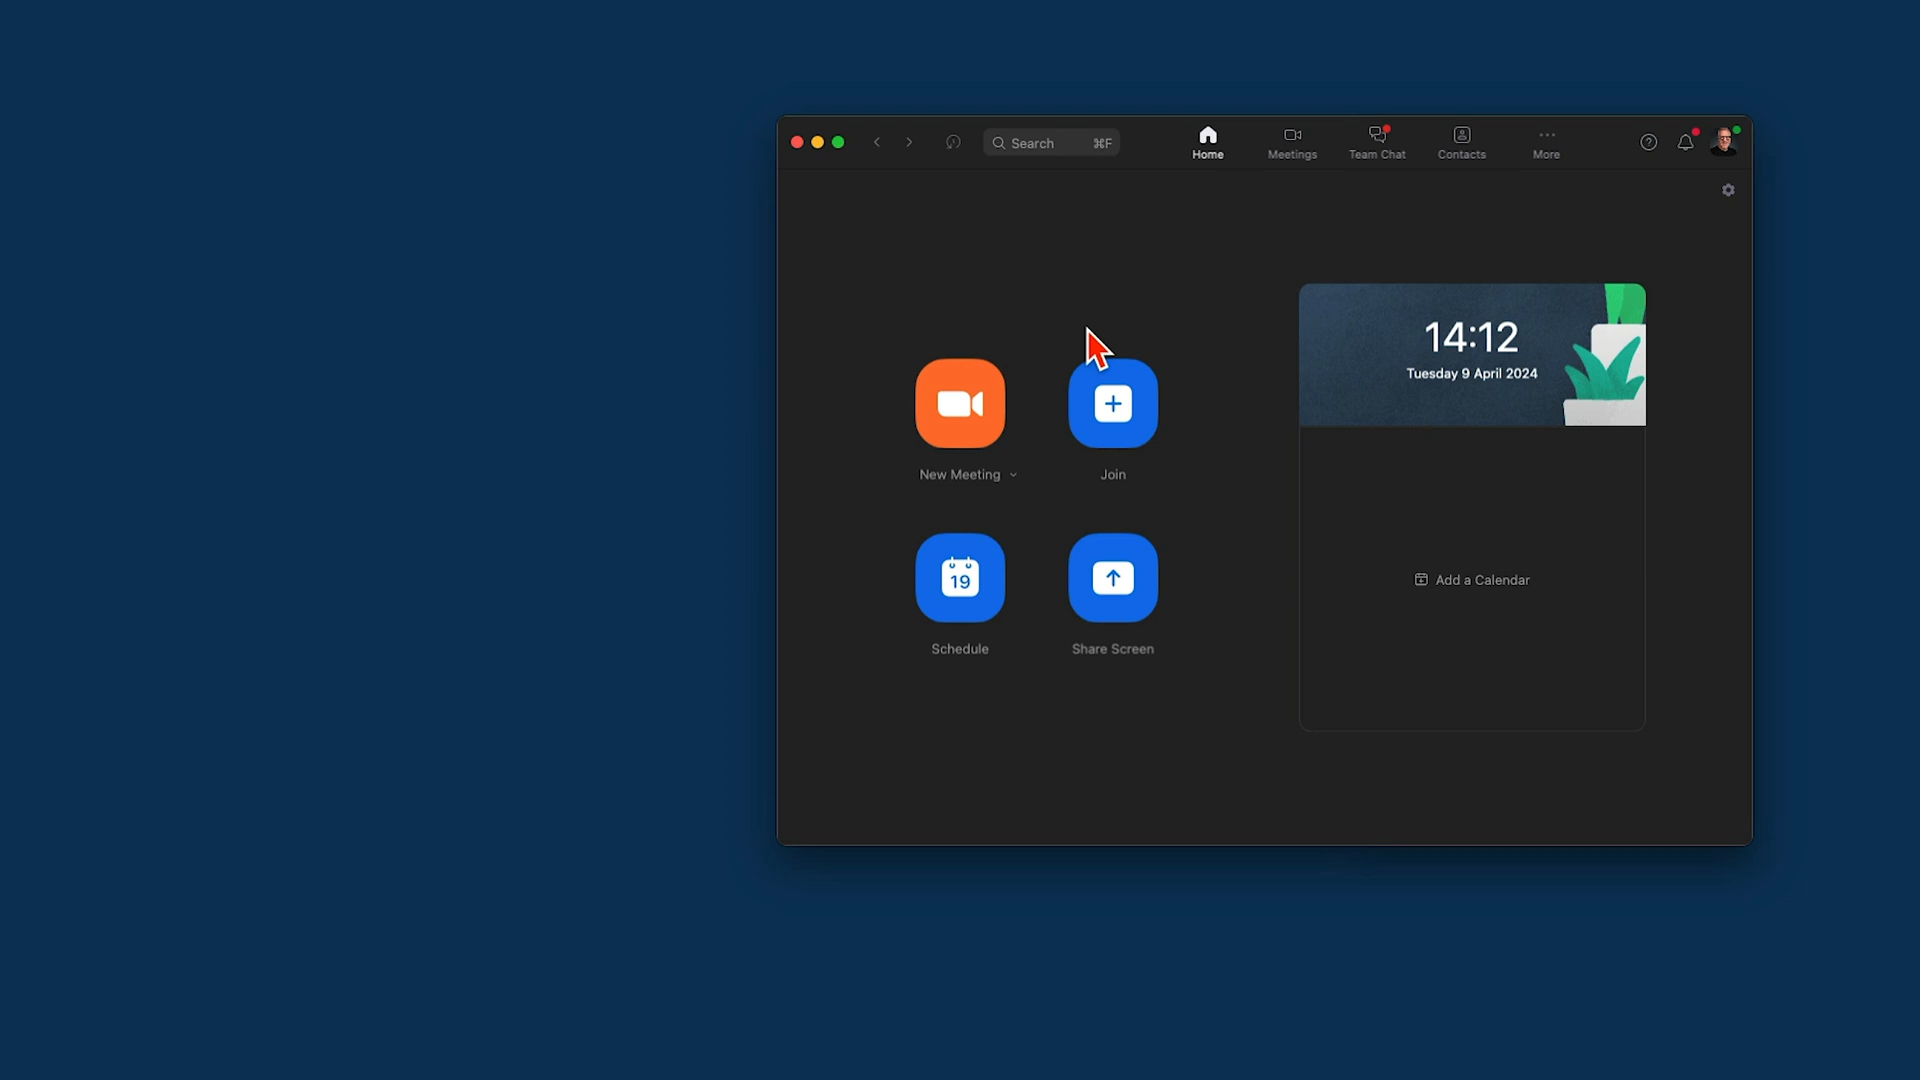 Search ⌘F
Home
Meetings
Team Chat
Contacts
More
14:12
Tuesday 9 April 2024
New Meeting
Join
19
Schedule
Share Screen
Add a Calendar